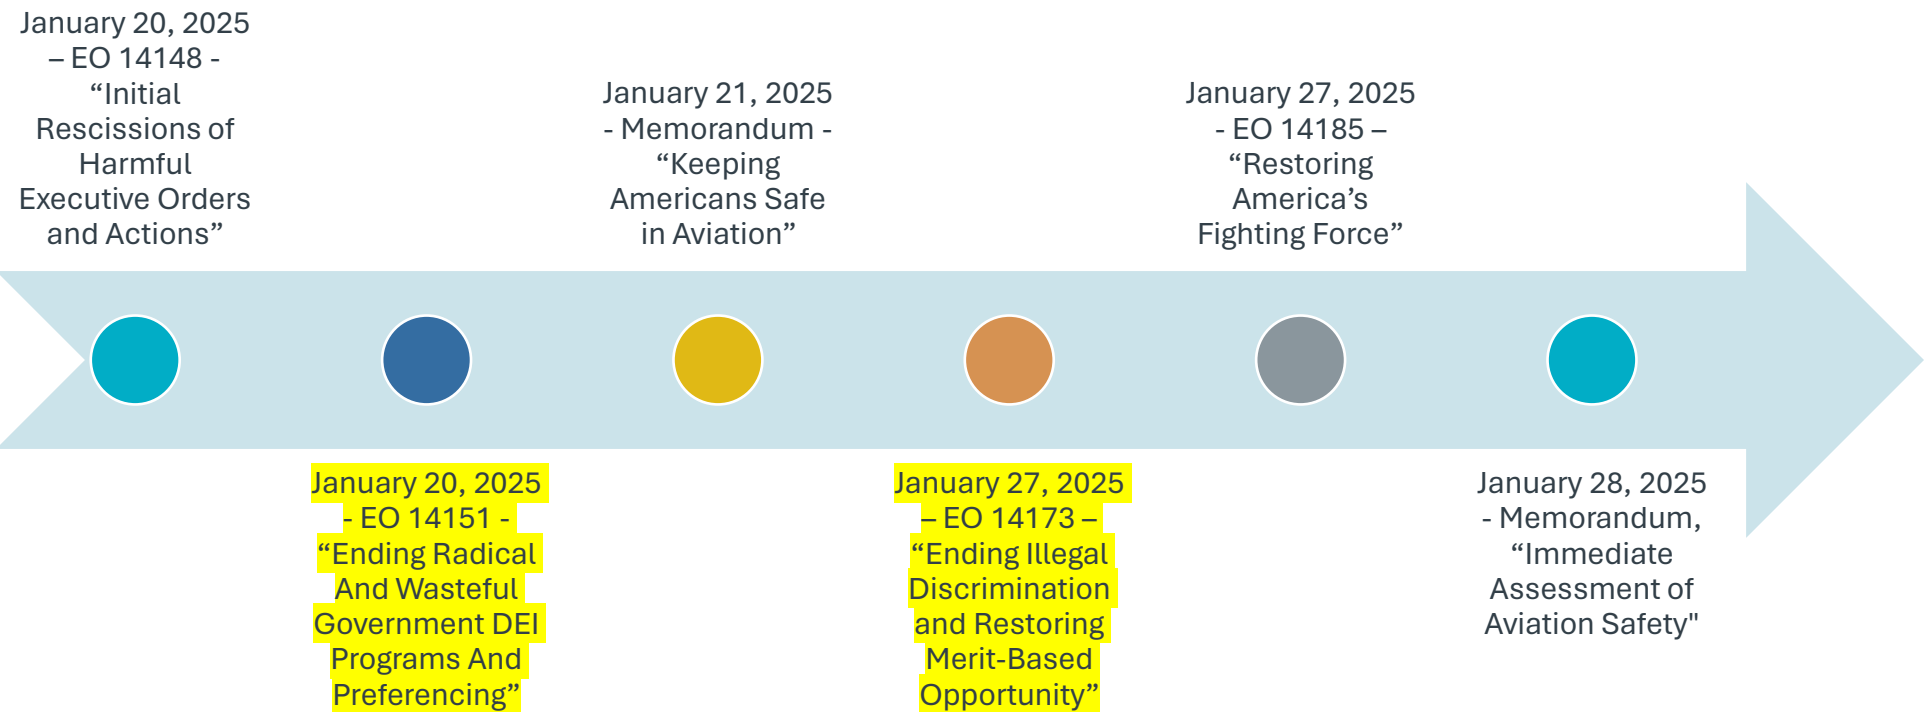 January 20, 2025
– EO 14148 -
“Initial
Rescissions of
Harmful
Executive Orders
and Actions”
January 20, 2025
- EO 14151 -
“Ending Radical
And Wasteful
Government DEI
Programs And
Preferencing”
January 21, 2025
- Memorandum -
“Keeping
Americans Safe
in Aviation”
January 27, 2025
– EO 14173 –
“Ending Illegal
Discrimination
and Restoring
Merit-Based
Opportunity”
January 27, 2025
- EO 14185 –
“Restoring
America’s
Fighting Force”
January 28, 2025
- Memorandum,
“Immediate
Assessment of
Aviation Safety"